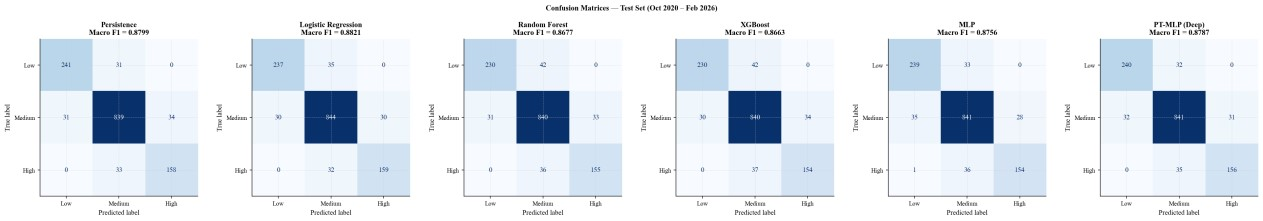 Confusion Matrices — Test Set (Oct 2020 – Feb 2026)
Persistence
Macro F1 = 0.8799
True label
Low 241 31 0
Medium 31 839 34
High 0 33 158
Low Medium High
Predicted label
Logistic Regression
Macro F1 = 0.8821
True label
Low 237 35 0
Medium 30 844 30
High 0 32 159
Low Medium High
Predicted label
Random Forest
Macro F1 = 0.8677
True label
Low 230 42 0
Medium 31 840 33
High 0 36 155
Low Medium High
Predicted label
XGBoost
Macro F1 = 0.8663
True label
Low 230 42 0
Medium 30 840 34
High 0 37 154
Low Medium High
Predicted label
MLP
Macro F1 = 0.8756
True label
Low 239 33 0
Medium 35 841 28
High 1 36 154
Low Medium High
Predicted label
PT-MLP (Deep)
Macro F1 = 0.8787
True label
Low 240 32 0
Medium 32 841 31
High 0 35 156
Low Medium High
Predicted label